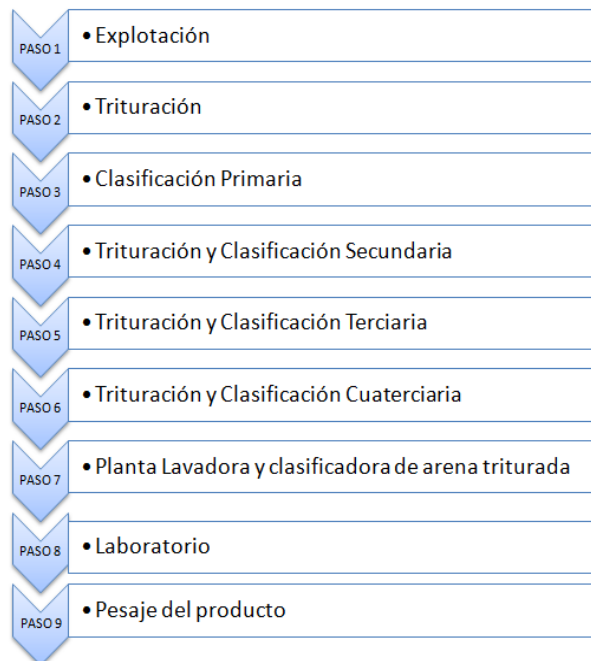 PASO 1
• Explotación
PASO 2
• Trituración
PASO 3
• Clasificación Primaria
PASO 4
• Trituración y Clasificación Secundaria
PASO 5
• Trituración y Clasificación Terciaria
PASO 6
• Trituración y Clasificación Cuaterciaria
PASO 7
• Planta Lavadora y clasificadora de arena triturada
PASO 8
• Laboratorio
PASO 9
• Pesaje del producto